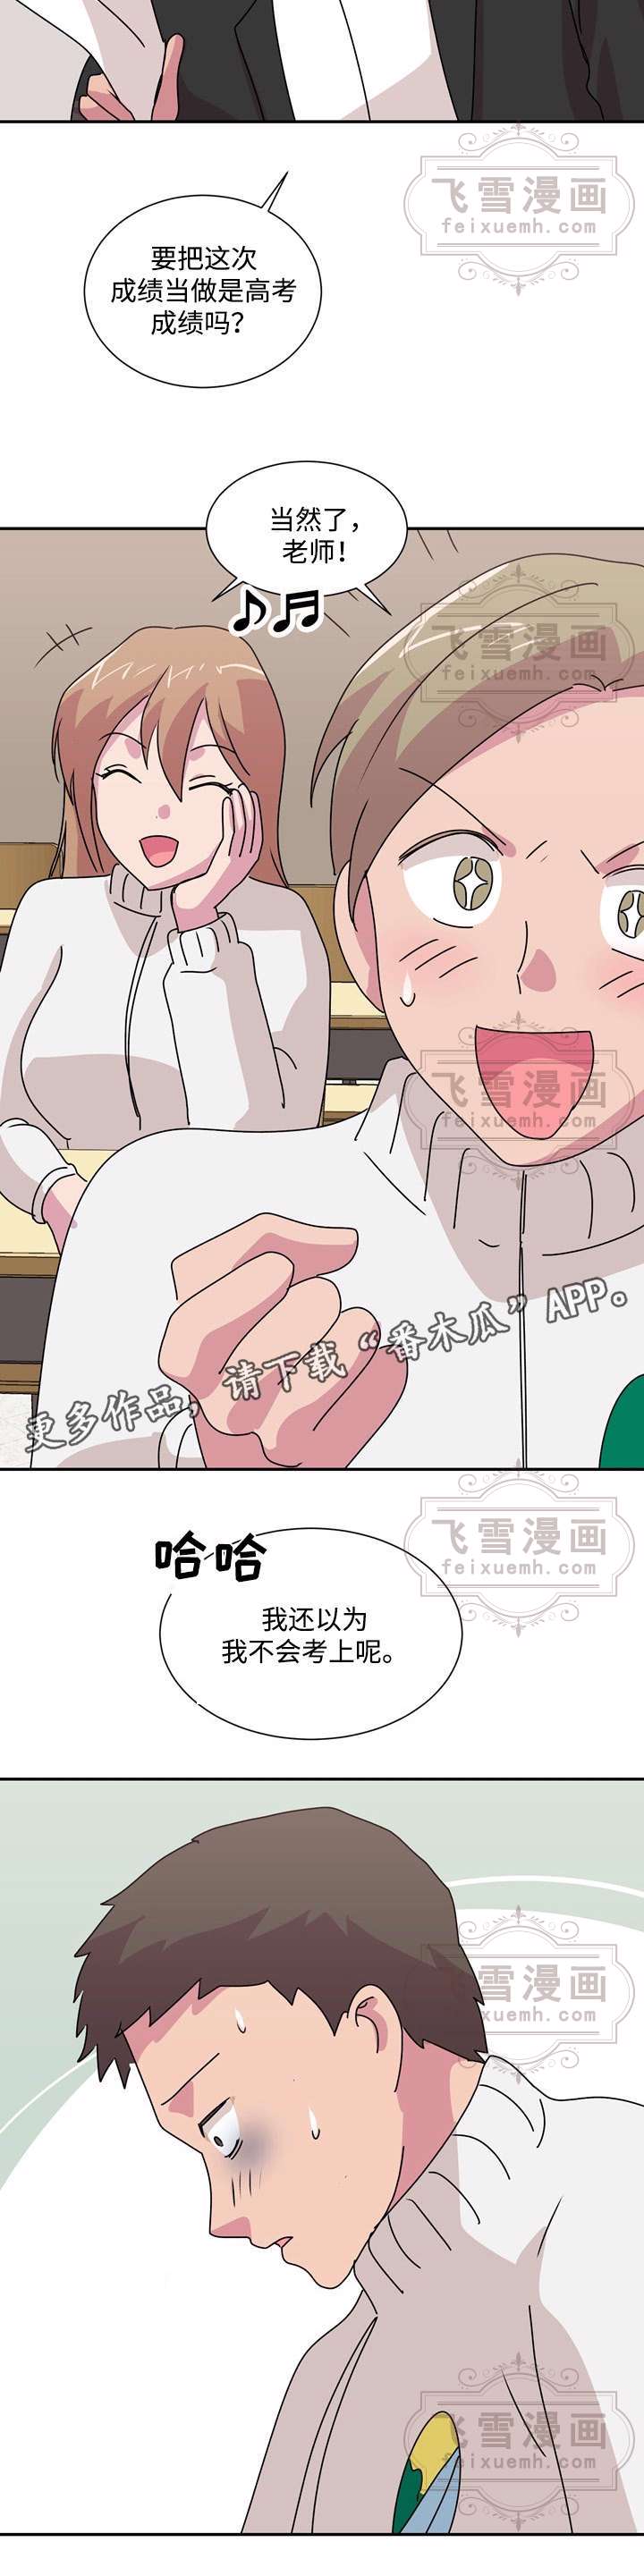 飞雪漫画
feixuemh.com
要把这次
成绩当做是高考
成绩吗？
当然了，
老师！
飞雪漫画
feixuemh.com
飞雪漫画
feixuemh.com
更多作品，请下载“番木瓜”APP。
飞雪漫画
feixuemh.com
哈哈
我还以为
我不会考上呢。
飞雪漫画
feixuemh.com
飞雪漫画
feixuemh.com